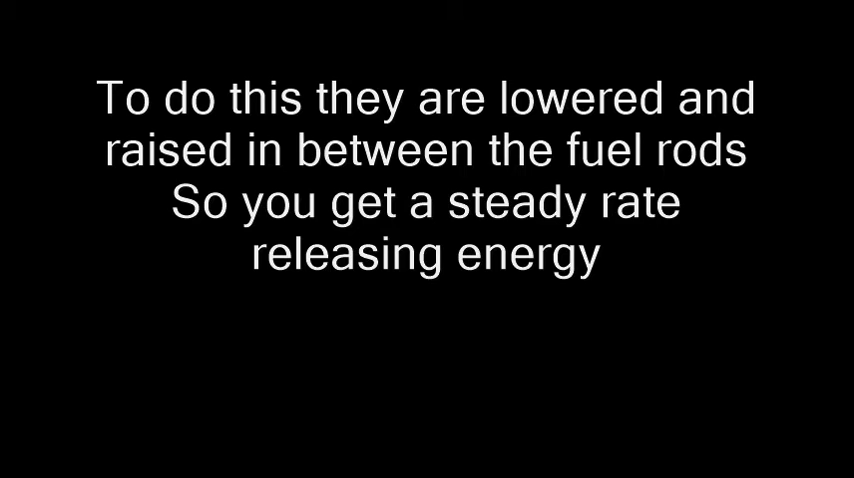 To do this they are lowered and
raised in between the fuel rods
So you get a steady rate
releasing energy